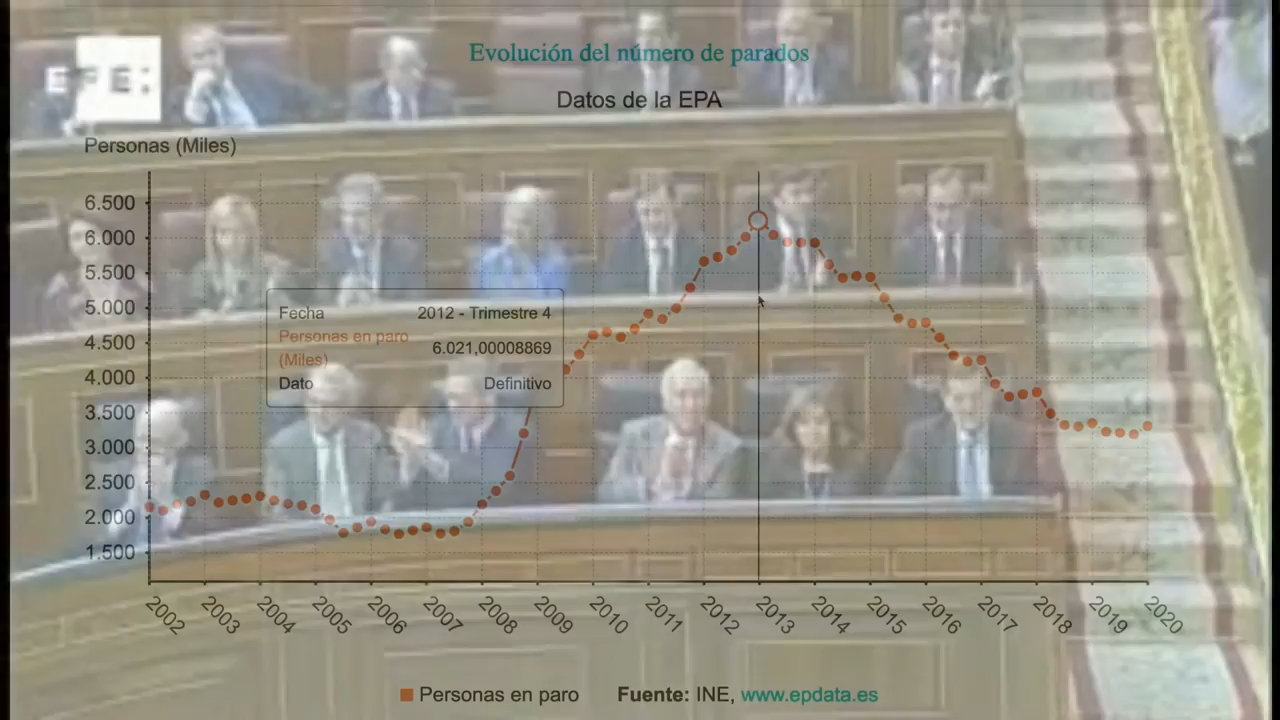 EFE:
Evolución del número de parados
Datos de la EPA
Personas (Miles)
6.500
6.000
5.500
5.000
4.500
4.000
3.500
3.000
2.500
2.000
1.500
Fecha 2012 - Trimestre 4
Personas en paro
(Miles) 6.021,00008869
Dato Definitivo
2002 2003 2004 2005 2006 2007 2008 2009 2010 2011 2012 2013 2014 2015 2016 2017 2018 2019 2020
Personas en paro Fuente: INE, www.epdata.es